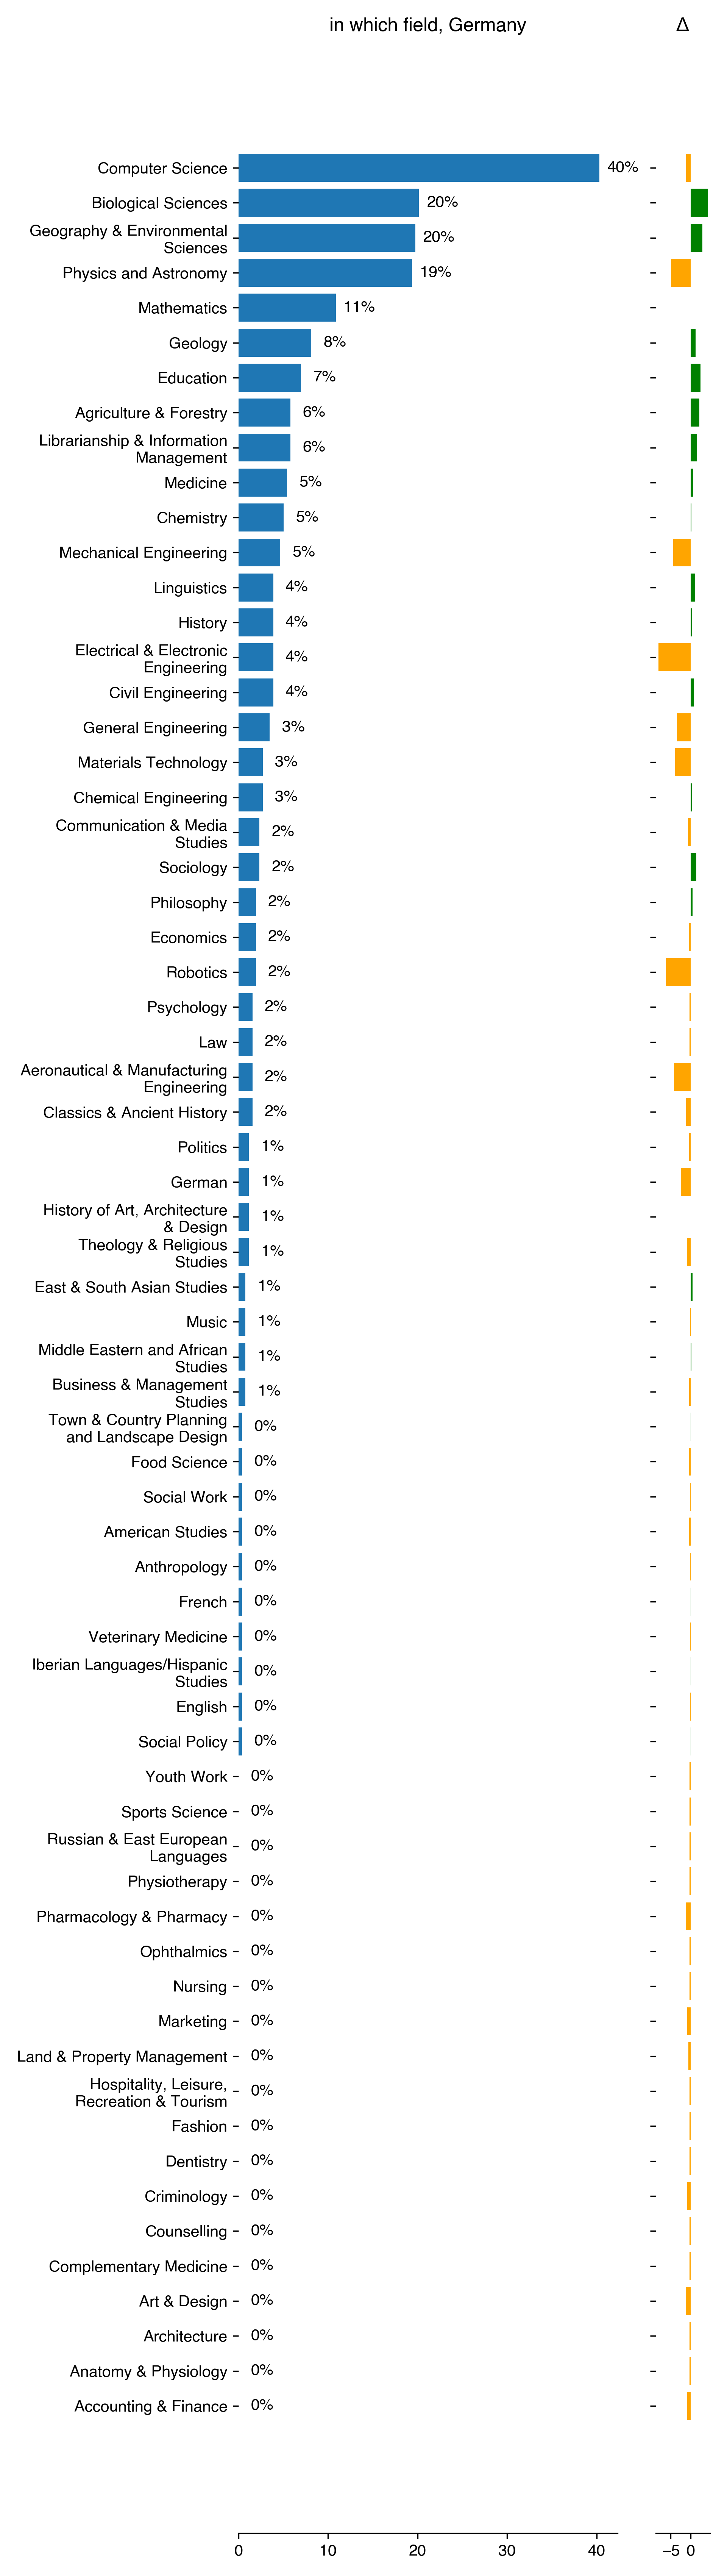 in which field, Germany Δ
Computer Science 40%
Biological Sciences 20%
Geography & Environmental
Sciences 20%
Physics and Astronomy 19%
Mathematics 11%
Geology 8%
Education 7%
Agriculture & Forestry 6%
Librarianship & Information
Management 6%
Medicine 5%
Chemistry 5%
Mechanical Engineering 5%
Linguistics 4%
History 4%
Electrical & Electronic
Engineering 4%
Civil Engineering 4%
General Engineering 3%
Materials Technology 3%
Chemical Engineering 3%
Communication & Media
Studies 2%
Sociology 2%
Philosophy 2%
Economics 2%
Robotics 2%
Psychology 2%
Law 2%
Aeronautical & Manufacturing
Engineering 2%
Classics & Ancient History 2%
Politics 1%
German 1%
History of Art, Architecture
& Design 1%
Theology & Religious
Studies 1%
East & South Asian Studies 1%
Music 1%
Middle Eastern and African
Studies 1%
Business & Management
Studies 1%
Town & Country Planning
and Landscape Design 0%
Food Science 0%
Social Work 0%
American Studies 0%
Anthropology 0%
French 0%
Veterinary Medicine 0%
Iberian Languages/Hispanic
Studies 0%
English 0%
Social Policy 0%
Youth Work 0%
Sports Science 0%
Russian & East European
Languages 0%
Physiotherapy 0%
Pharmacology & Pharmacy 0%
Ophthalmics 0%
Nursing 0%
Marketing 0%
Land & Property Management 0%
Hospitality, Leisure,
Recreation & Tourism 0%
Fashion 0%
Dentistry 0%
Criminology 0%
Counselling 0%
Complementary Medicine 0%
Art & Design 0%
Architecture 0%
Anatomy & Physiology 0%
Accounting & Finance 0%
0 10 20 30 40 −5 0